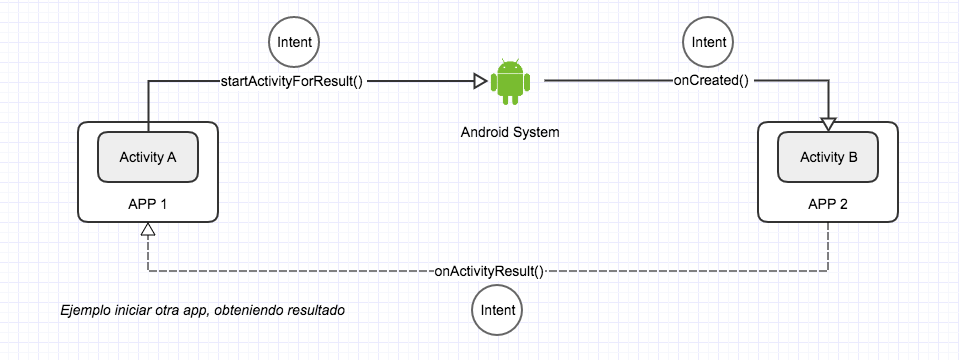 Intent
Intent
startActivityForResult()
onCreated()
Android System
Activity A
Activity B
APP 1
APP 2
onActivityResult()
Intent
Ejemplo iniciar otra app, obteniendo resultado